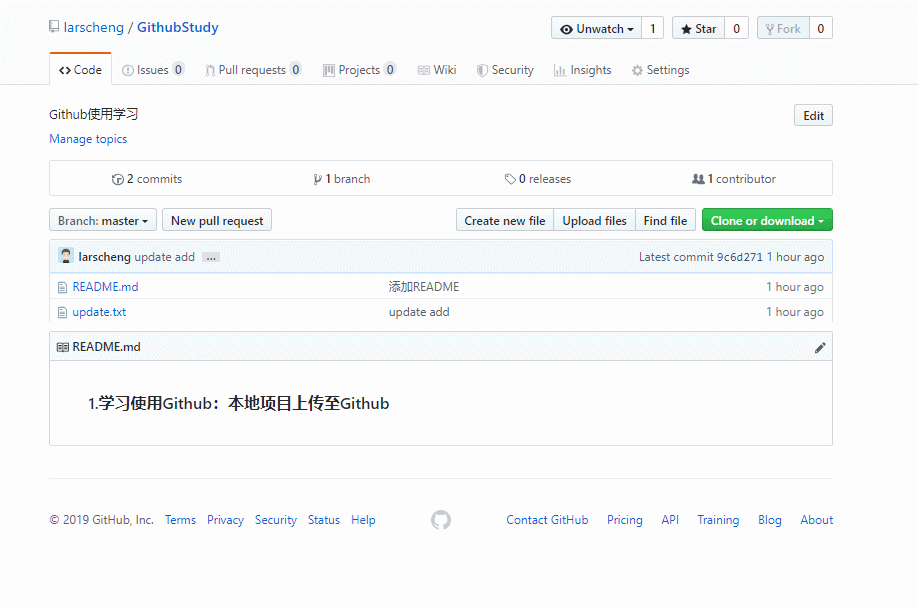 larscheng / GithubStudy
Unwatch 1 Star 0 Fork 0
Code Issues 0 Pull requests 0 Projects 0 Wiki Security Insights Settings
Github使用学习
Edit
Manage topics
2 commits 1 branch 0 releases 1 contributor
Branch: master New pull request Create new file Upload files Find file Clone or download
larscheng update add ... Latest commit 9c6d271 1 hour ago
README.md 添加README 1 hour ago
update.txt update add 1 hour ago
README.md
1.学习使用Github：本地项目上传至Github
© 2019 GitHub, Inc. Terms Privacy Security Status Help Contact GitHub Pricing API Training Blog About